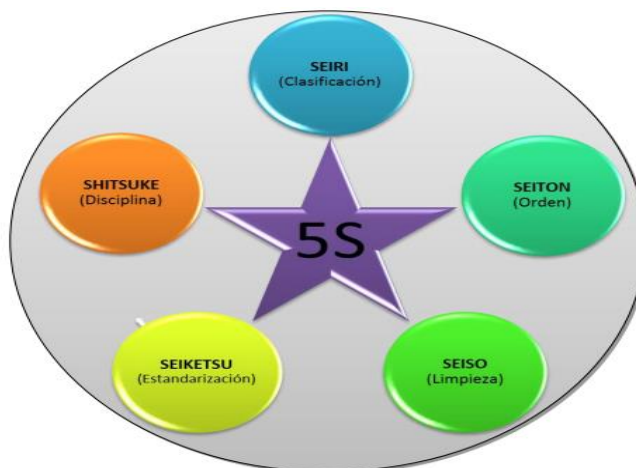 SEIRI
(Clasificación)
SHITSUKE
(Disciplina)
SEITON
(Orden)
5S
SEIKETSU
(Estandarización)
SEISO
(Limpieza)